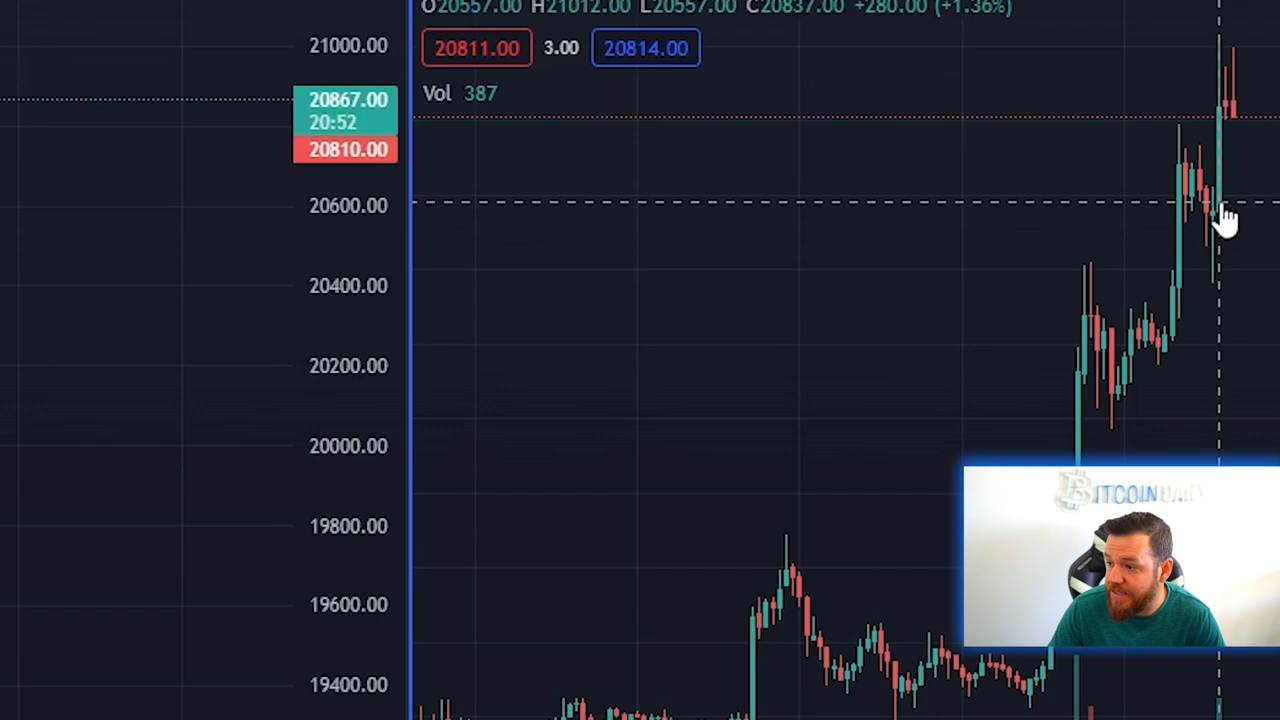 O20557.00 H21012.00 L20557.00 C20837.00 +280.00 (+1.36%)
20811.00 3.00 20814.00
Vol 387
21000.00
20867.00
20:52
20810.00
20600.00
20400.00
20200.00
20000.00
19800.00
19600.00
19400.00
BITCOIN DAILY